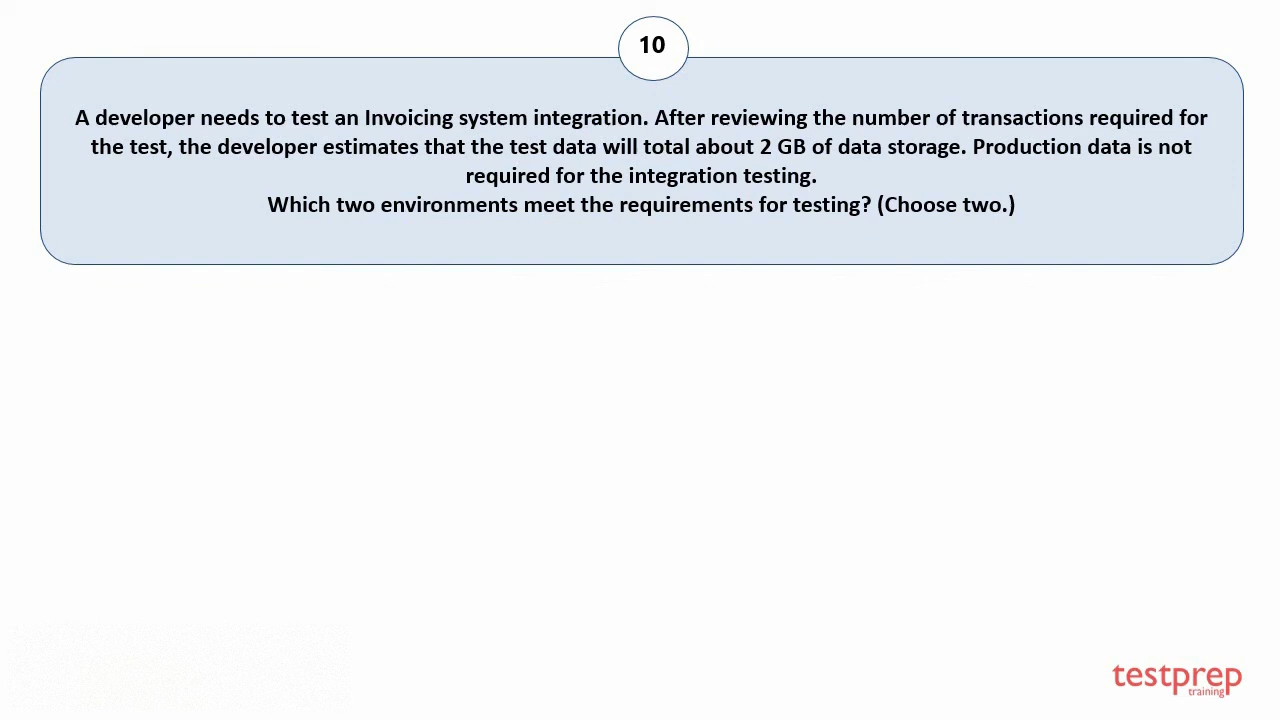 10
A developer needs to test an Invoicing system integration. After reviewing the number of transactions required for
the test, the developer estimates that the test data will total about 2 GB of data storage. Production data is not
required for the integration testing.
Which two environments meet the requirements for testing? (Choose two.)
testprep
training